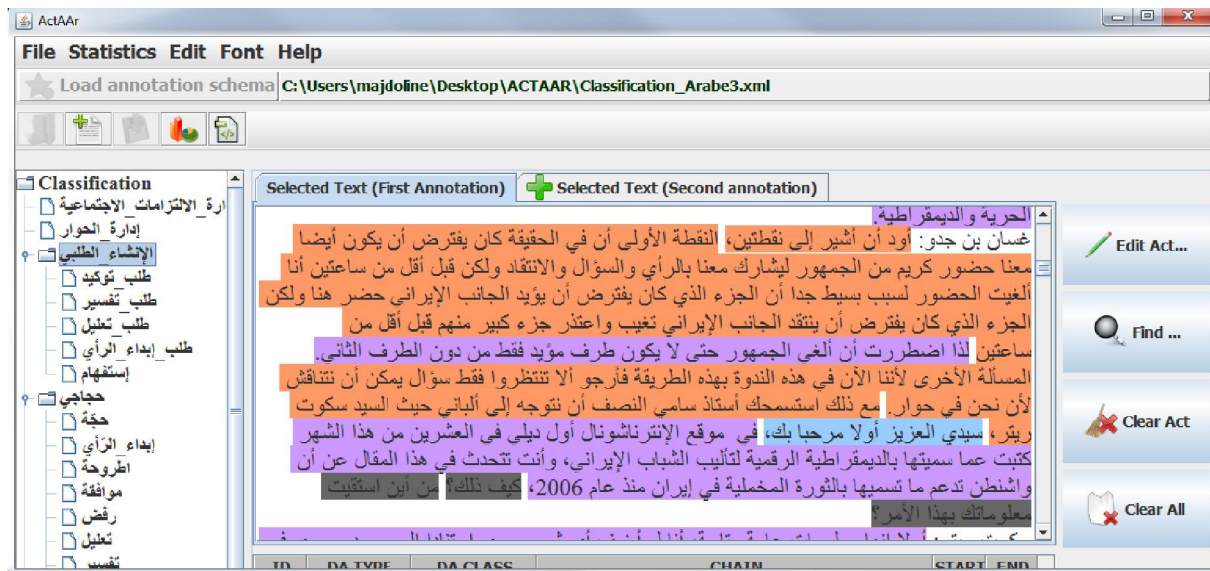 ActAAr
File Statistics Edit Font Help
Load annotation schema C:\Users\majdoline\Desktop\ACTAAR\Classification_Arabe3.xml
Classification
ارة_الالتزامات_الاجتماعية
إدارة_الحوار
الإنشاء_الطلبي
طلب_توكيد
طلب_تفسير
طلب_تعليل
طلب_إبداء_الرأي
إستفهام
حجاجي
حجّة
إبداء_الرّأي
اطروحة
موافقة
رفض
تعليل
تفسير
Selected Text (First Annotation)
Selected Text (Second annotation)
الحرية والديمقراطية.
غسان بن جدو: أود أن أشير إلى نقطتين، النقطة الأولى أن في الحقيقة كان يفترض أن يكون أيضا
معنا حضور كريم من الجمهور ليشارك معنا بالرأي والسؤال والانتقاد ولكن قبل أقل من ساعتين أنا
ألغيت الحضور لسبب بسيط جدا أن الجزء الذي كان يفترض أن يؤيد الجانب الإيراني حضر هنا ولكن
الجزء الذي كان يفترض أن ينتقد الجانب الإيراني تغيب واعتذر جزء كبير منهم قبل أقل من
ساعتين لذا اضطررت أن ألغي الجمهور حتى لا يكون طرف مؤيد فقط من دون الطرف الثاني.
المسألة الأخرى لأننا الآن في هذه الندوة بهذه الطريقة فأرجو ألا تنتظروا فقط سؤال يمكن أن نتناقش
لأن نحن في حوار. مع ذلك استسمحك أستاذ سامي النصف أن نتوجه إلى ألباني حيث السيد سكوت
ريتر، سيدي العزيز أولا مرحبا بك، في موقع الإنترناشونال أول ديلي في العشرين من هذا الشهر
كتبت عما سميتها بالديمقراطية الرقمية لتأليب الشباب الإيراني، وأنت تتحدث في هذا المقال عن أن
واشنطن تدعم ما تسميها بالثورة المخملية في إيران منذ عام 2006، كيف ذلك؟ من أين استقيت
معلوماتك بهذا الأمر؟
Edit Act...
Find ...
Clear Act
Clear All
ID DA TYPE DA CLASS CHAIN START END